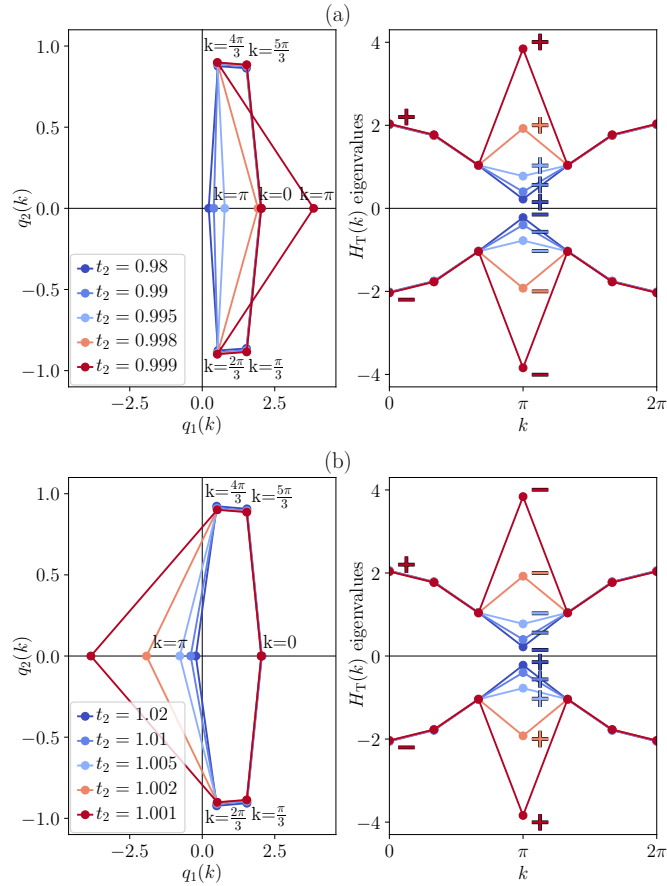 (a)
1.0
0.5
0.0
−0.5
−1.0
q₂(k)
k=4π/3
k=5π/3
k=π
k=0
k=π
k=2π/3
k=π/3
t₂ = 0.98
t₂ = 0.99
t₂ = 0.995
t₂ = 0.998
t₂ = 0.999
−2.5
0.0
2.5
q₁(k)
4
2
0
−2
−4
H_T(k) eigenvalues
+
+
+
+
+
+
−
−
−
−
−
−
0
π
2π
k
(b)
1.0
0.5
0.0
−0.5
−1.0
q₂(k)
k=4π/3
k=5π/3
k=π
k=0
k=2π/3
k=π/3
t₂ = 1.02
t₂ = 1.01
t₂ = 1.005
t₂ = 1.002
t₂ = 1.001
−2.5
0.0
2.5
q₁(k)
4
2
0
−2
−4
H_T(k) eigenvalues
−
+
−
−
−
−
+
+
+
+
−
+
0
π
2π
k